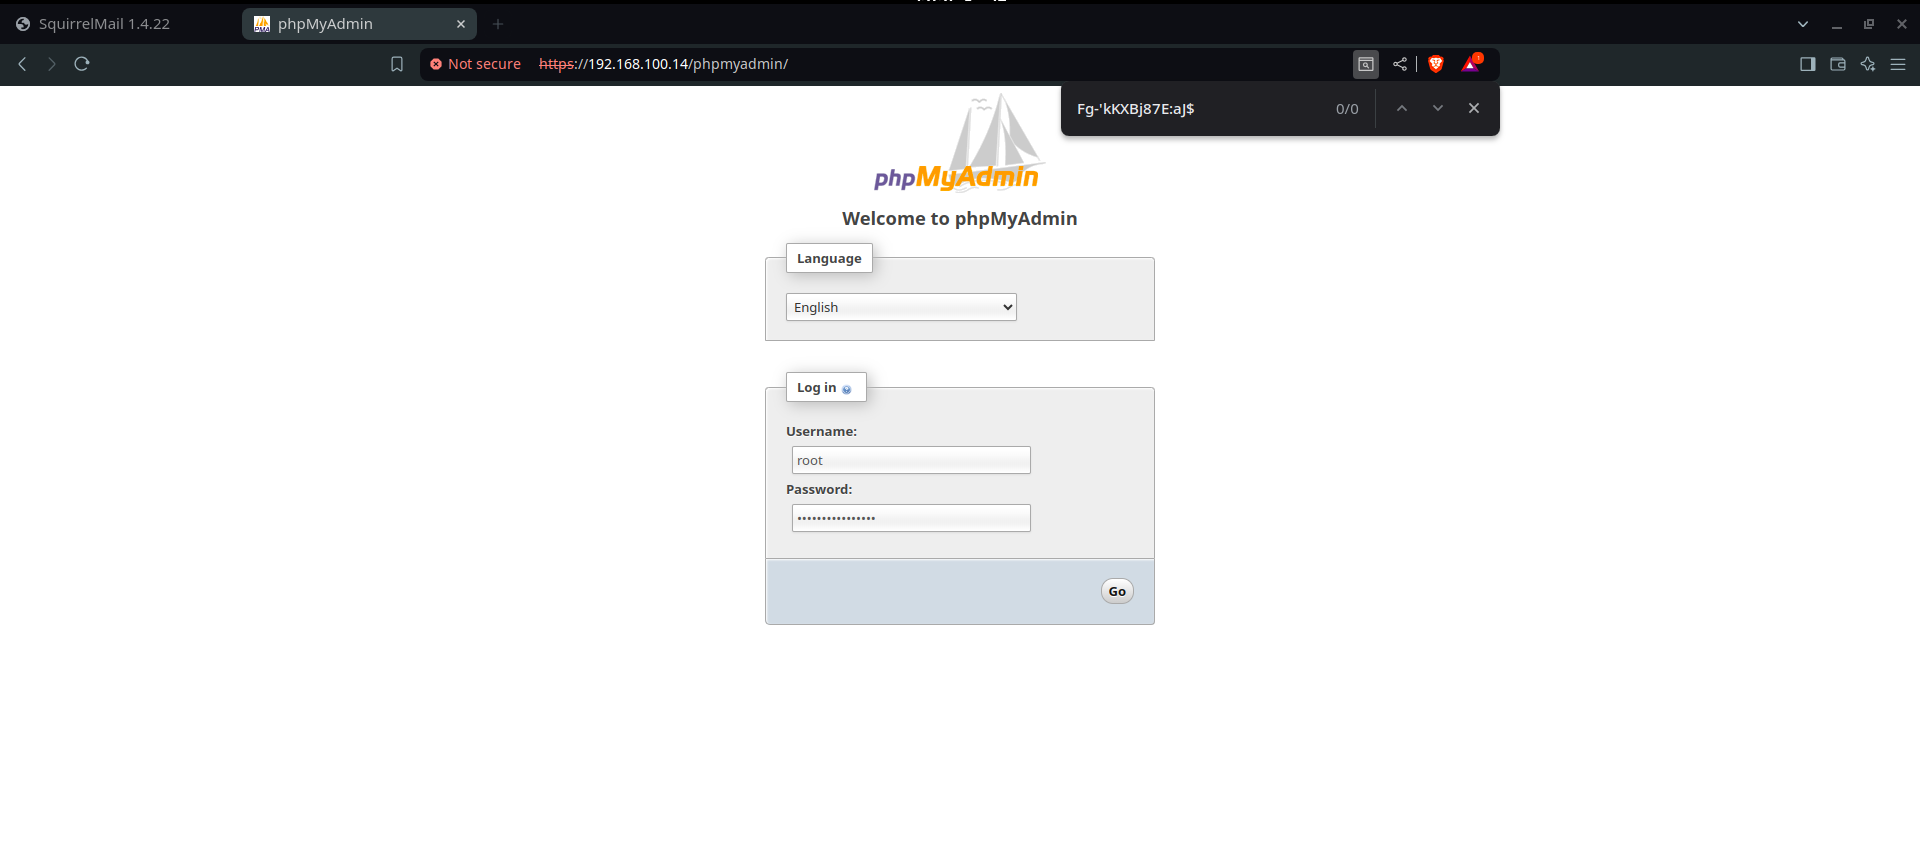 SquirrelMail 1.4.22
phpMyAdmin
Not secure https://192.168.100.14/phpmyadmin/
Fg-'kKXBj87E:aJ$ 0/0
phpMyAdmin
Welcome to phpMyAdmin
Language
English
Log in
Username:
root
Password:
••••••••••••••••
Go